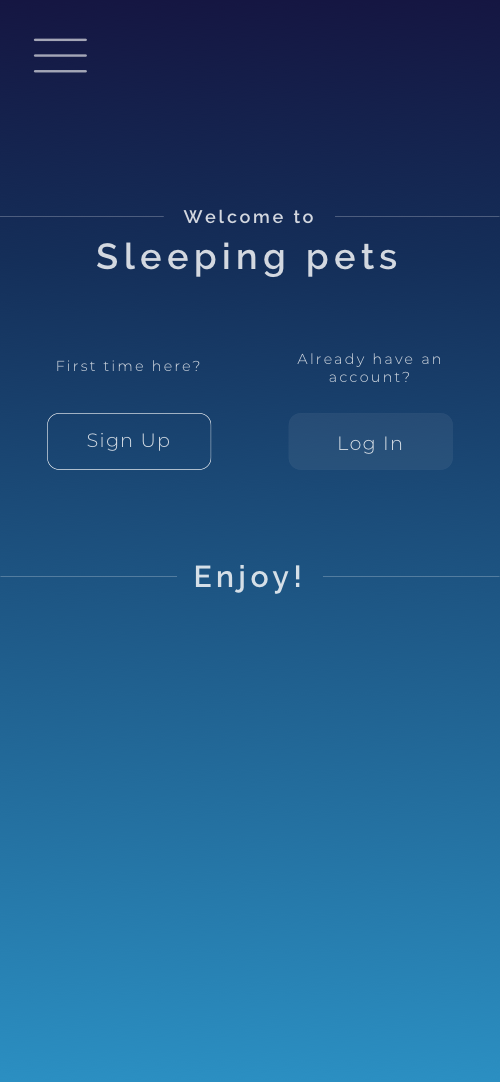 Welcome to
Sleeping pets
First time here?
Already have an
account?
Sign Up
Log In
Enjoy!